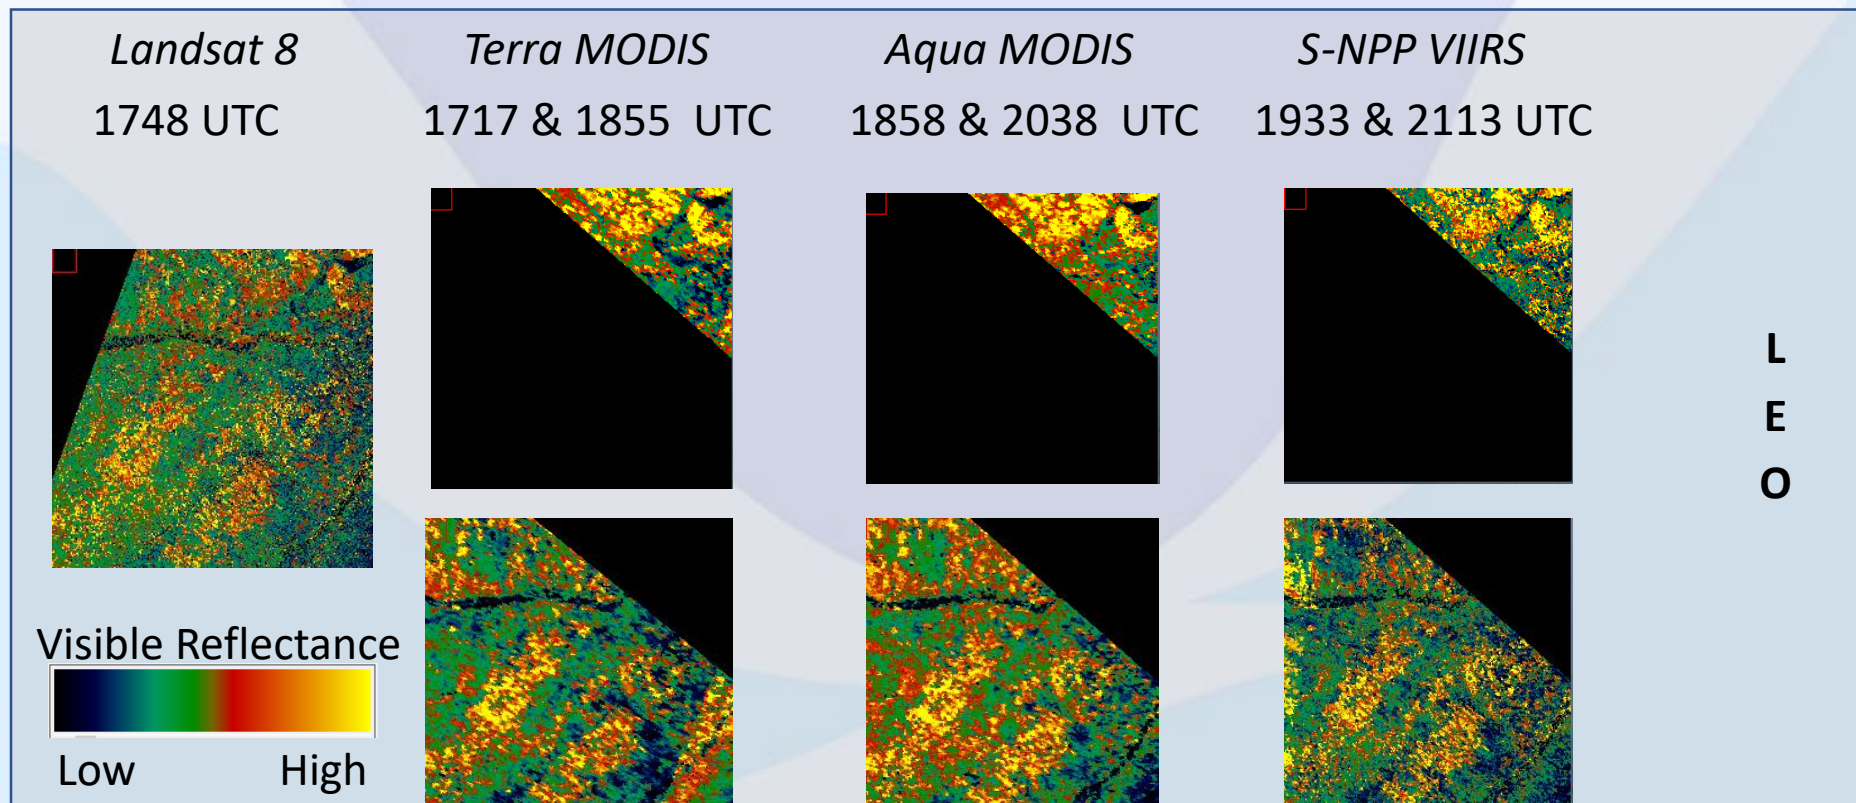 Landsat 8
1748 UTC
Terra MODIS
1717 & 1855 UTC
Aqua MODIS
1858 & 2038 UTC
S-NPP VIIRS
1933 & 2113 UTC
L
E
O
Visible Reflectance
Low High